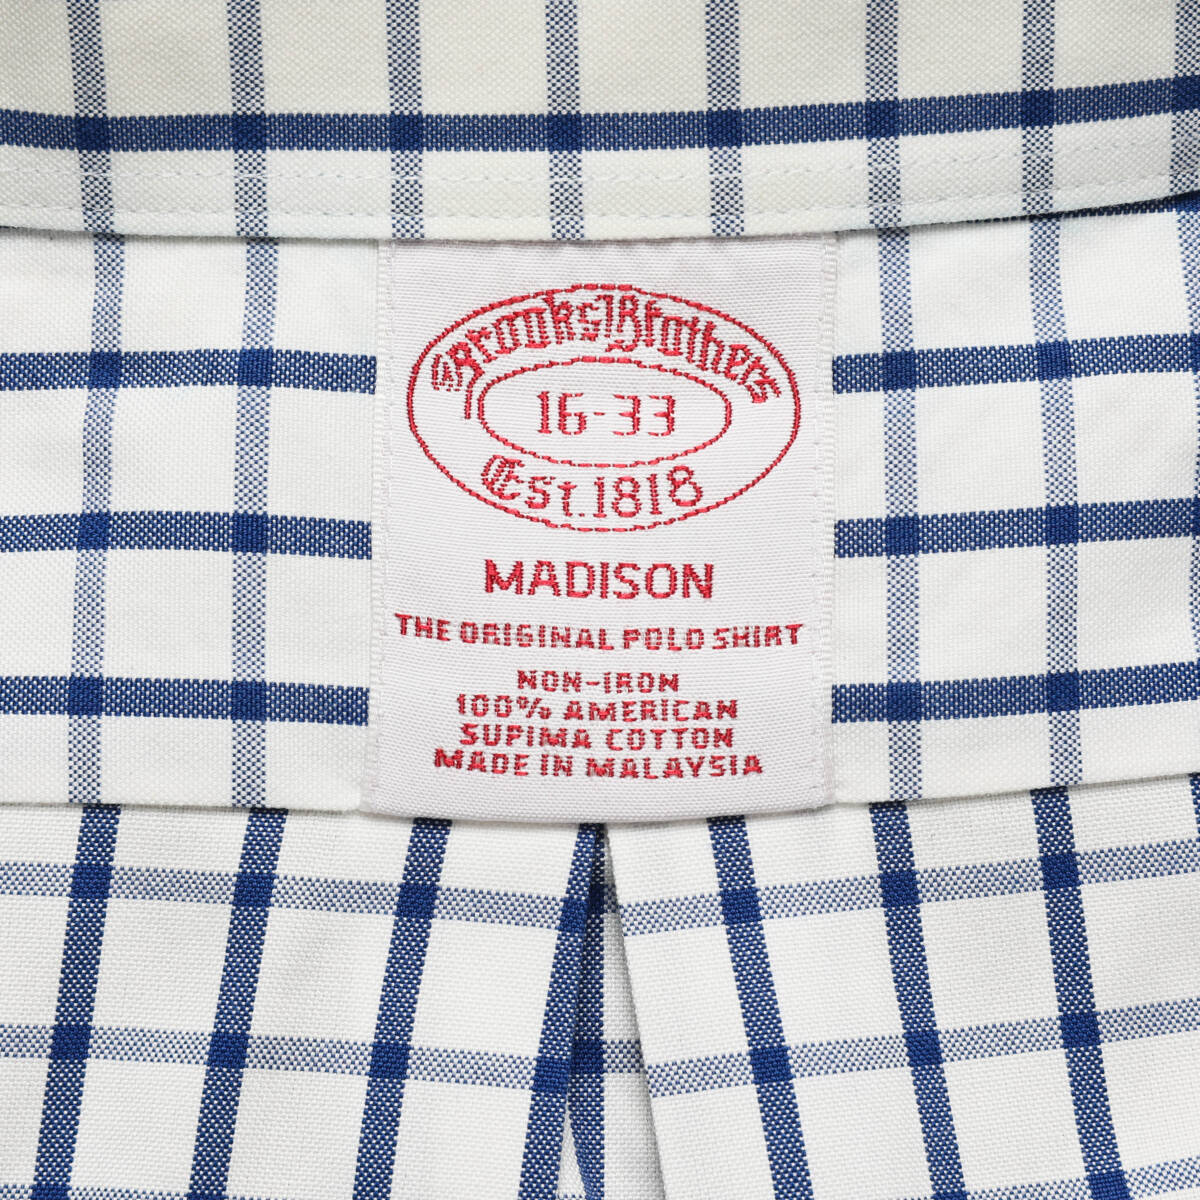 Brooks Brothers
16-33
Est. 1818
MADISON
THE ORIGINAL POLO SHIRT
NON-IRON
100% AMERICAN
SUPIMA COTTON
MADE IN MALAYSIA